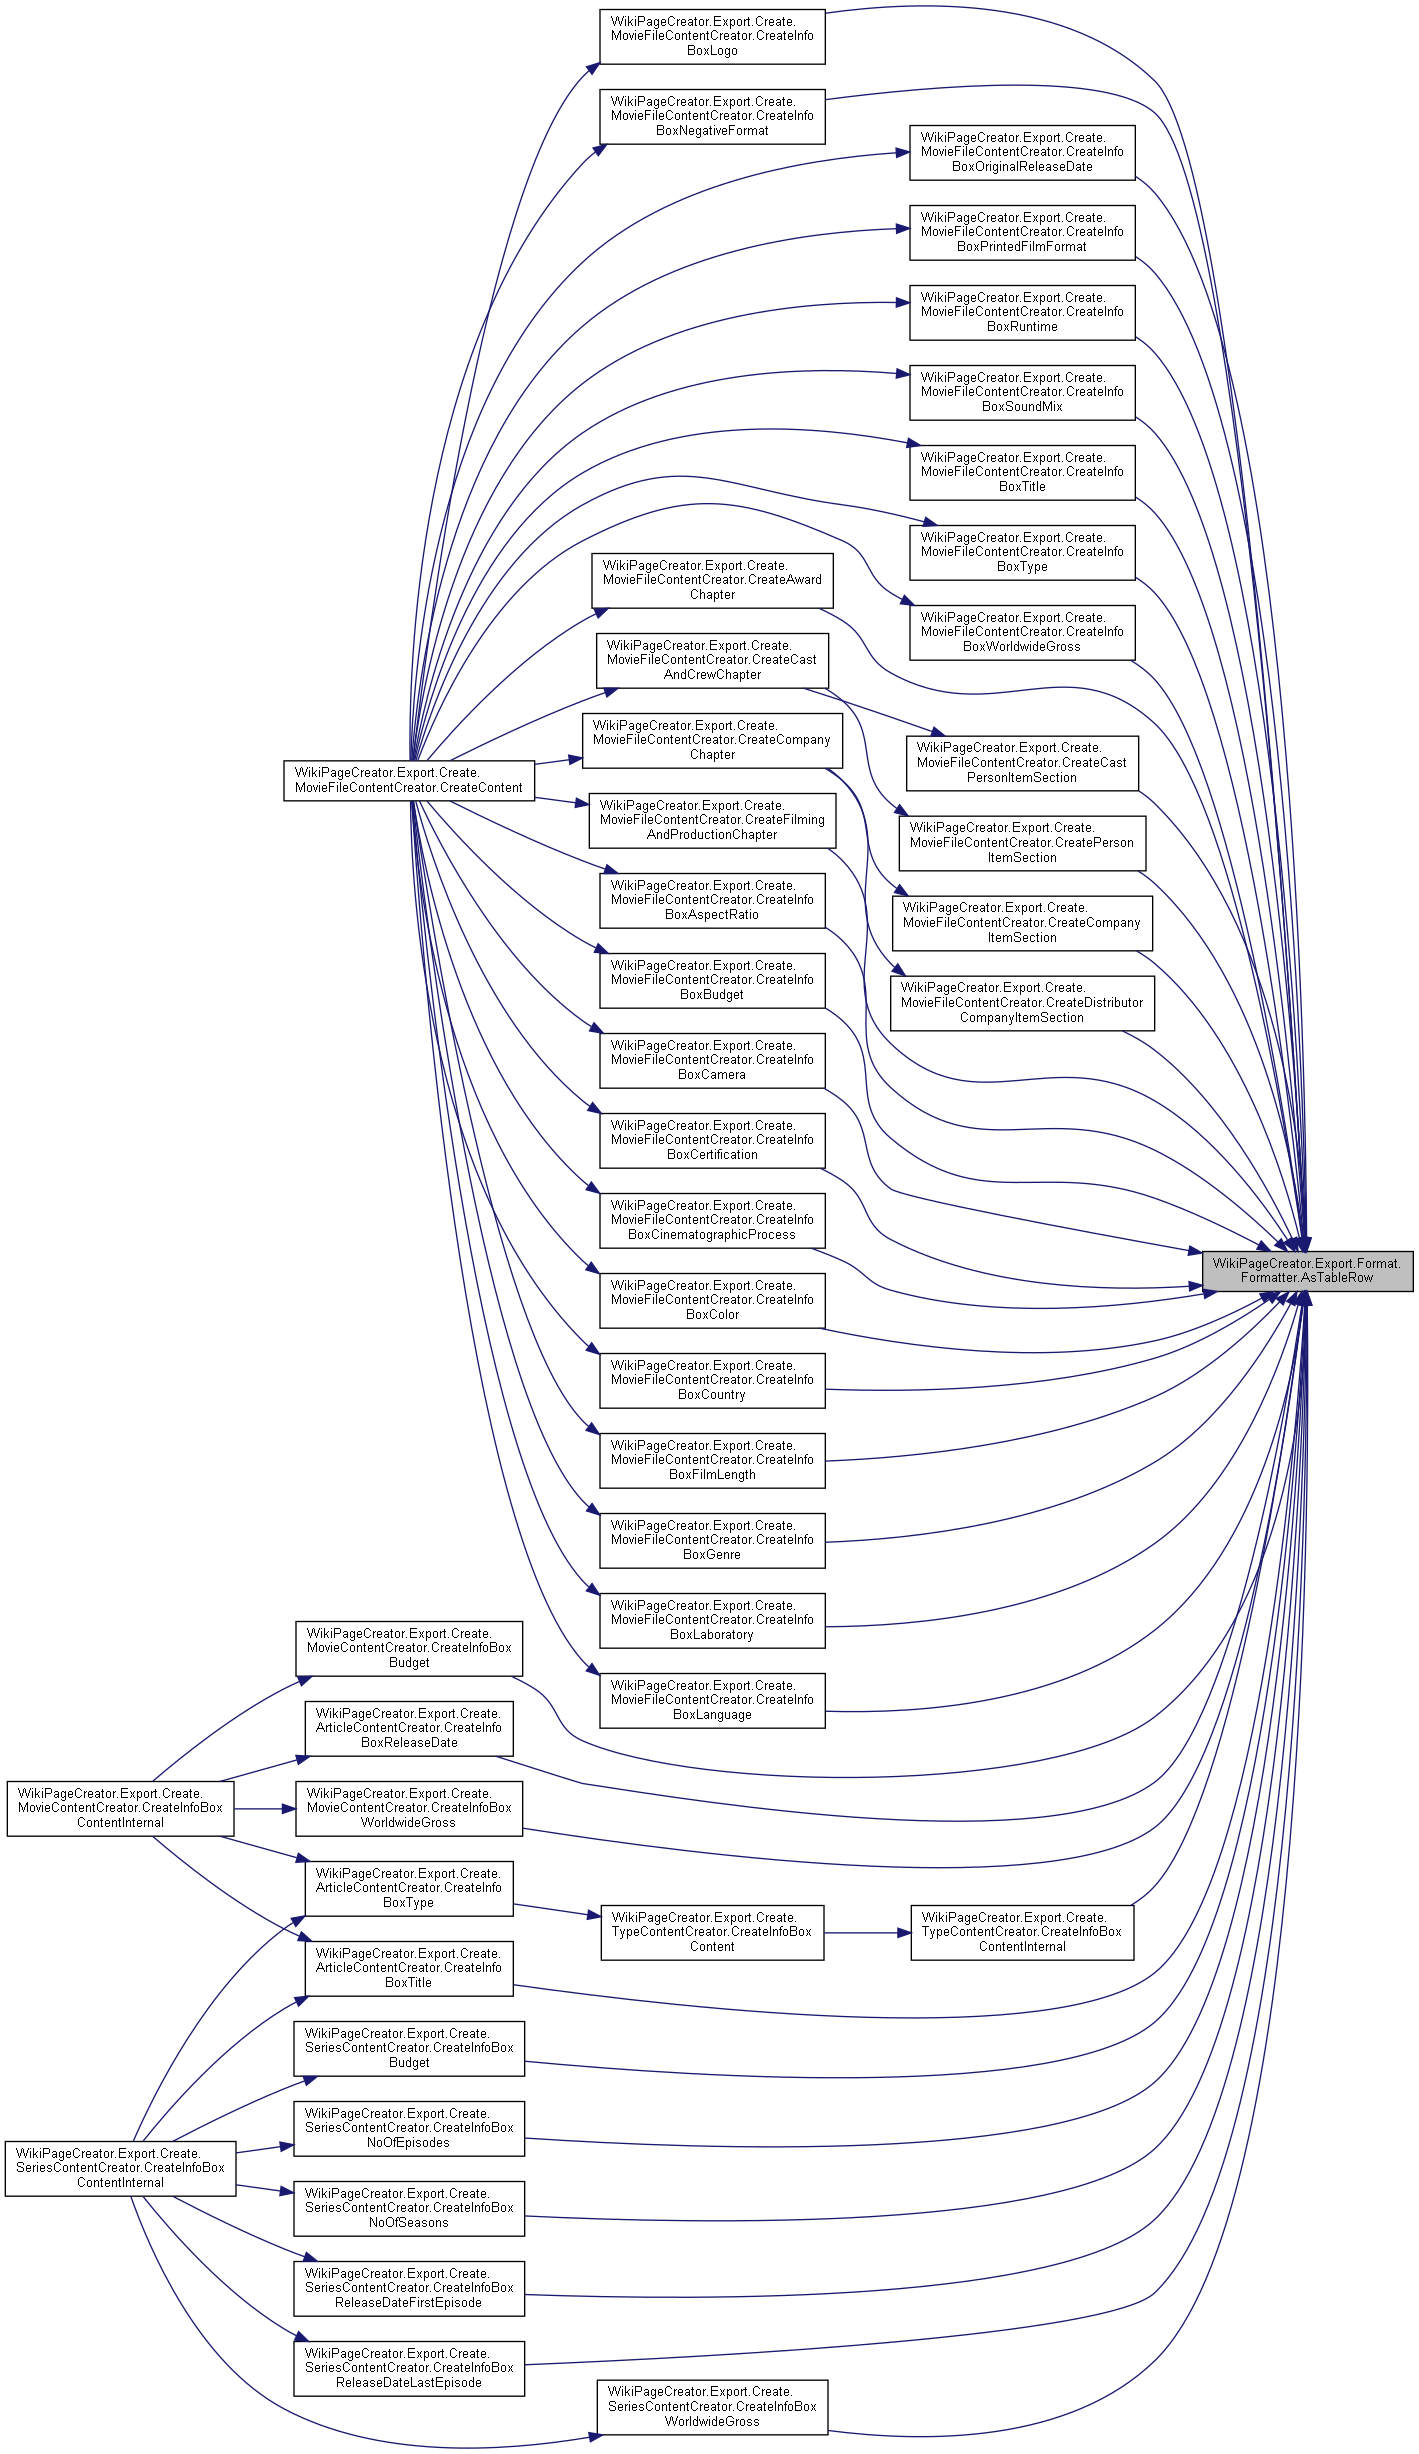 WikiPageCreator.Export.Create.
MovieFileContentCreator.CreateInfo
BoxLogo
WikiPageCreator.Export.Create.
MovieFileContentCreator.CreateInfo
BoxNegativeFormat
WikiPageCreator.Export.Create.
MovieFileContentCreator.CreateInfo
BoxOriginalReleaseDate
WikiPageCreator.Export.Create.
MovieFileContentCreator.CreateInfo
BoxPrintedFilmFormat
WikiPageCreator.Export.Create.
MovieFileContentCreator.CreateInfo
BoxRuntime
WikiPageCreator.Export.Create.
MovieFileContentCreator.CreateInfo
BoxSoundMix
WikiPageCreator.Export.Create.
MovieFileContentCreator.CreateInfo
BoxTitle
WikiPageCreator.Export.Create.
MovieFileContentCreator.CreateInfo
BoxType
WikiPageCreator.Export.Create.
MovieFileContentCreator.CreateAward
Chapter
WikiPageCreator.Export.Create.
MovieFileContentCreator.CreateInfo
BoxWorldwideGross
WikiPageCreator.Export.Create.
MovieFileContentCreator.CreateCast
AndCrewChapter
WikiPageCreator.Export.Create.
MovieFileContentCreator.CreateCompany
Chapter
WikiPageCreator.Export.Create.
MovieFileContentCreator.CreateCast
PersonItemSection
WikiPageCreator.Export.Create.
MovieFileContentCreator.CreateContent
WikiPageCreator.Export.Create.
MovieFileContentCreator.CreateFilming
AndProductionChapter
WikiPageCreator.Export.Create.
MovieFileContentCreator.CreatePerson
ItemSection
WikiPageCreator.Export.Create.
MovieFileContentCreator.CreateInfo
BoxAspectRatio
WikiPageCreator.Export.Create.
MovieFileContentCreator.CreateCompany
ItemSection
WikiPageCreator.Export.Create.
MovieFileContentCreator.CreateInfo
BoxBudget
WikiPageCreator.Export.Create.
MovieFileContentCreator.CreateDistributor
CompanyItemSection
WikiPageCreator.Export.Create.
MovieFileContentCreator.CreateInfo
BoxCamera
WikiPageCreator.Export.Create.
MovieFileContentCreator.CreateInfo
BoxCertification
WikiPageCreator.Export.Create.
MovieFileContentCreator.CreateInfo
BoxCinematographicProcess
WikiPageCreator.Export.Format.
Formatter.AsTableRow
WikiPageCreator.Export.Create.
MovieFileContentCreator.CreateInfo
BoxColor
WikiPageCreator.Export.Create.
MovieFileContentCreator.CreateInfo
BoxCountry
WikiPageCreator.Export.Create.
MovieFileContentCreator.CreateInfo
BoxFilmLength
WikiPageCreator.Export.Create.
MovieFileContentCreator.CreateInfo
BoxGenre
WikiPageCreator.Export.Create.
MovieFileContentCreator.CreateInfo
BoxLaboratory
WikiPageCreator.Export.Create.
MovieContentCreator.CreateInfoBox
Budget
WikiPageCreator.Export.Create.
MovieFileContentCreator.CreateInfo
BoxLanguage
WikiPageCreator.Export.Create.
ArticleContentCreator.CreateInfo
BoxReleaseDate
WikiPageCreator.Export.Create.
MovieContentCreator.CreateInfoBox
ContentInternal
WikiPageCreator.Export.Create.
MovieContentCreator.CreateInfoBox
WorldwideGross
WikiPageCreator.Export.Create.
ArticleContentCreator.CreateInfo
BoxType
WikiPageCreator.Export.Create.
TypeContentCreator.CreateInfoBox
Content
WikiPageCreator.Export.Create.
TypeContentCreator.CreateInfoBox
ContentInternal
WikiPageCreator.Export.Create.
ArticleContentCreator.CreateInfo
BoxTitle
WikiPageCreator.Export.Create.
SeriesContentCreator.CreateInfoBox
Budget
WikiPageCreator.Export.Create.
SeriesContentCreator.CreateInfoBox
NoOfEpisodes
WikiPageCreator.Export.Create.
SeriesContentCreator.CreateInfoBox
ContentInternal
WikiPageCreator.Export.Create.
SeriesContentCreator.CreateInfoBox
NoOfSeasons
WikiPageCreator.Export.Create.
SeriesContentCreator.CreateInfoBox
ReleaseDateFirstEpisode
WikiPageCreator.Export.Create.
SeriesContentCreator.CreateInfoBox
ReleaseDateLastEpisode
WikiPageCreator.Export.Create.
SeriesContentCreator.CreateInfoBox
WorldwideGross